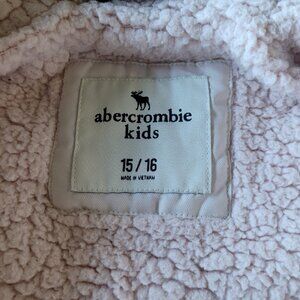 abercrombie
kids
15/16
MADE IN VIETNAM